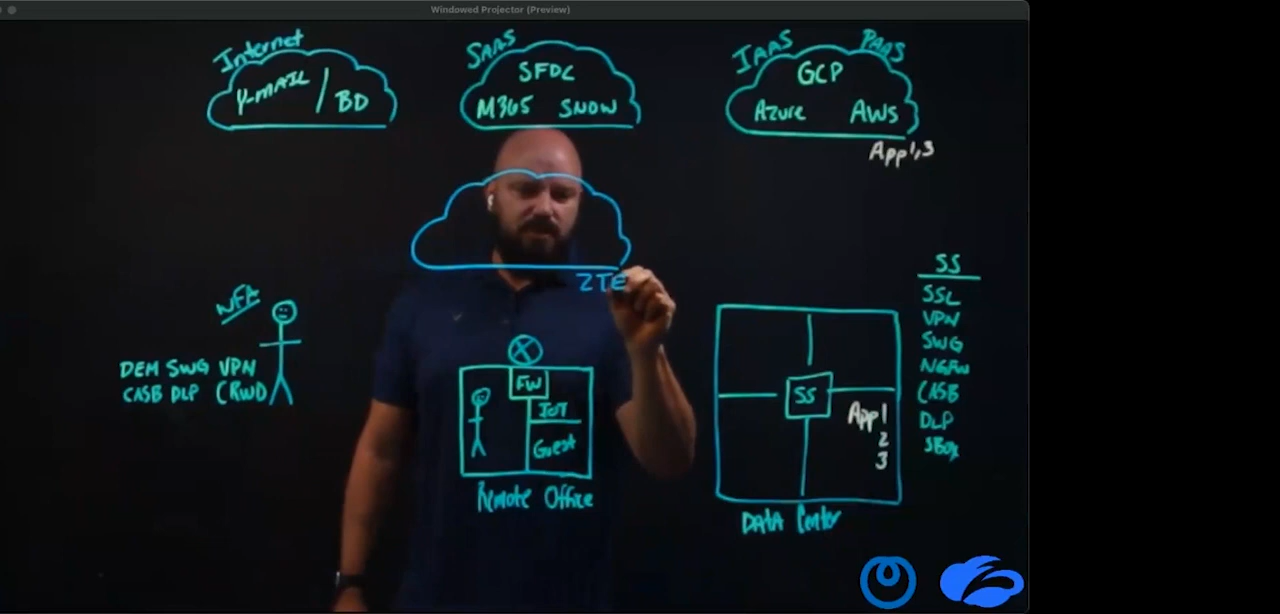 Windowed Projector (Preview)
Internet
Y-MAIL / BD
SAAS
SFDC
M365 SNOW
IAAS PAAS
GCP
Azure AWS
App1,3
ZTE
WFA
DEM SWG VPN
CASB DLP CRWD
FW
IOT
Guest
Remote Office
SS
App1
2
3
DATA Center
SS
SSL
VPN
SWG
NGFW
CASB
DLP
SBOX